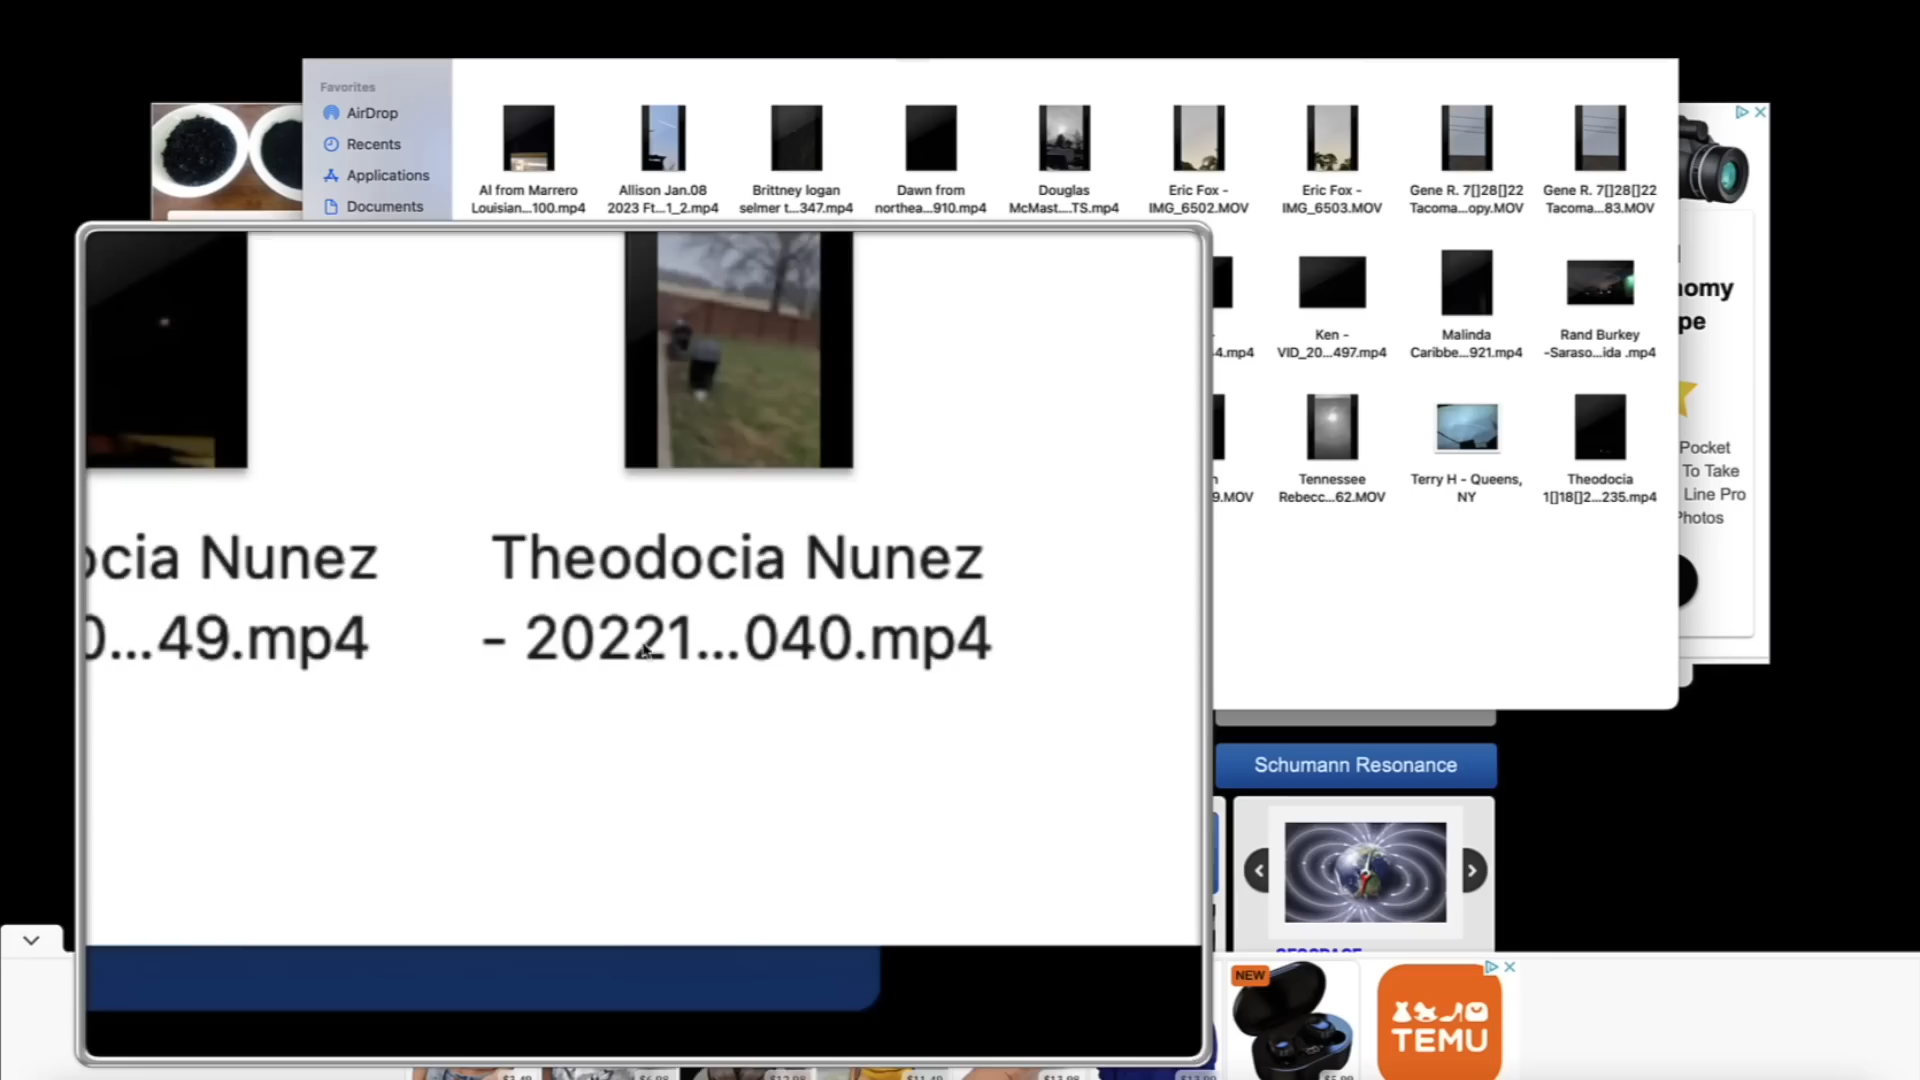 Favorites
AirDrop
Recents
Applications
Documents
Al from Marrero
Louisian...100.mp4
Allison Jan.08
2023 Ft...1_2.mp4
Brittney logan
selmer t...347.mp4
Dawn from
northea...910.mp4
Douglas
McMast....TS.mp4
Eric Fox -
IMG_6502.MOV
Eric Fox -
IMG_6503.MOV
Gene R. 7[]28[]22
Tacoma...opy.MOV
Gene R. 7[]28[]22
Tacoma...83.MOV
4.mp4
Ken -
VID_20...497.mp4
Malinda
Caribbe...921.mp4
Rand Burkey
-Saraso...ida .mp4
9.MOV
Tennessee
Rebecc...62.MOV
Terry H - Queens,
NY
Theodocia
1[]18[]2...235.mp4
ocia Nunez
0...49.mp4
Theodocia Nunez
- 20221...040.mp4
nomy
pe
Pocket
To Take
Line Pro
Photos
Schumann Resonance
NEW
TEMU